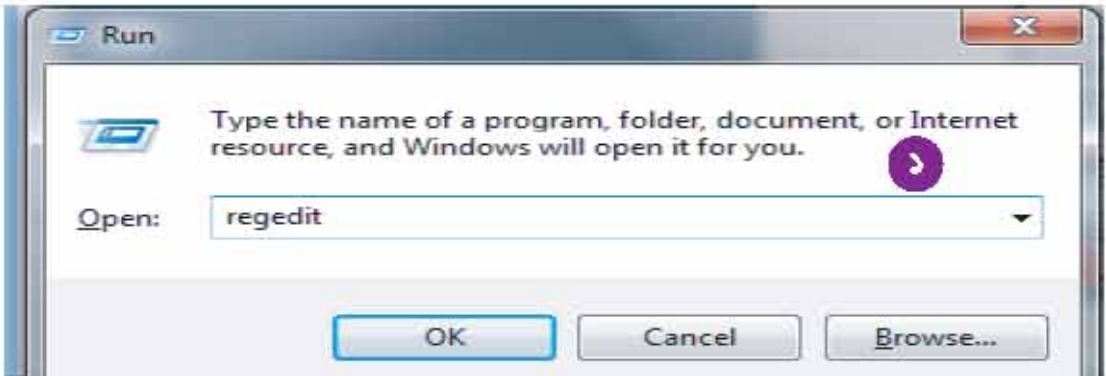 Run
Type the name of a program, folder, document, or Internet
resource, and Windows will open it for you.
Open:
regedit
OK
Cancel
Browse...